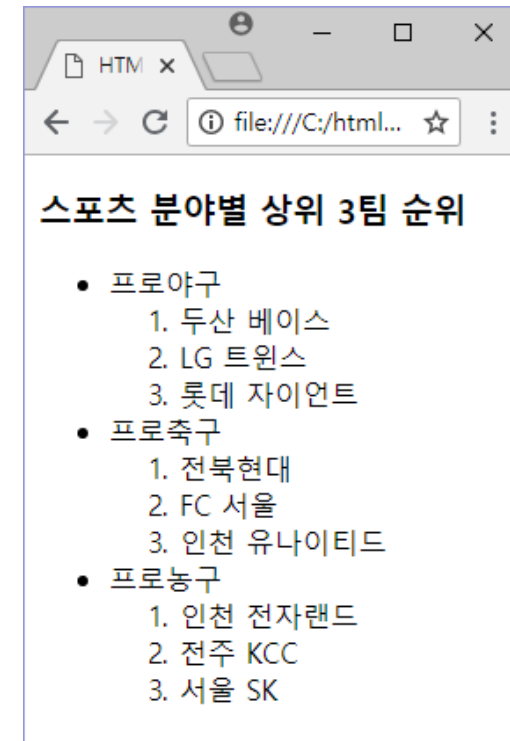 HTM
file:///C:/html...
스포츠 분야별 상위 3팀 순위
• 프로야구
1. 두산 베이스
2. LG 트윈스
3. 롯데 자이언트
• 프로축구
1. 전북현대
2. FC 서울
3. 인천 유나이티드
• 프로농구
1. 인천 전자랜드
2. 전주 KCC
3. 서울 SK